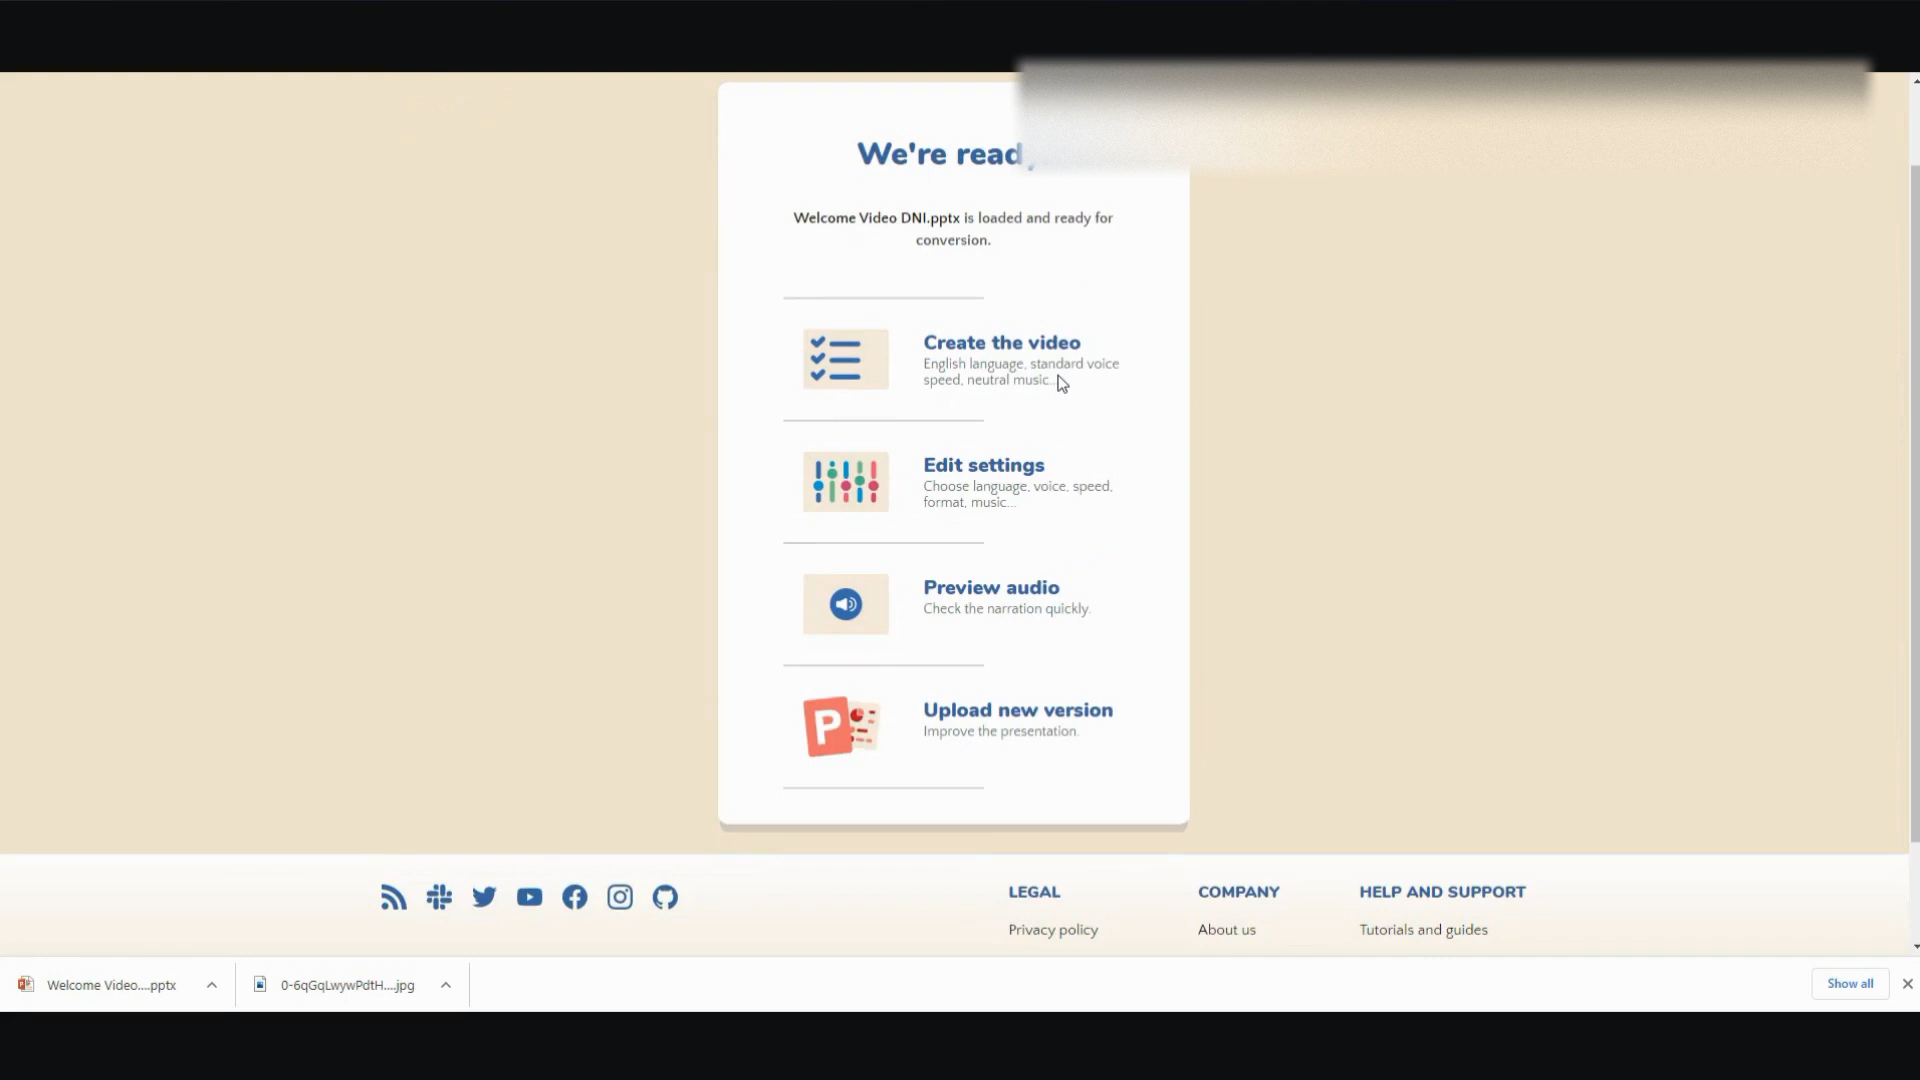 We're ready
Welcome Video DNI.pptx is loaded and ready for
conversion.
Create the video
English language, standard voice
speed, neutral music...
Edit settings
Choose language, voice, speed,
format, music...
Preview audio
Check the narration quickly.
P
Upload new version
Improve the presentation.
LEGAL
COMPANY
HELP AND SUPPORT
Privacy policy
About us
Tutorials and guides
Welcome Video....pptx
0-6qGqLwywPdtH....jpg
Show all